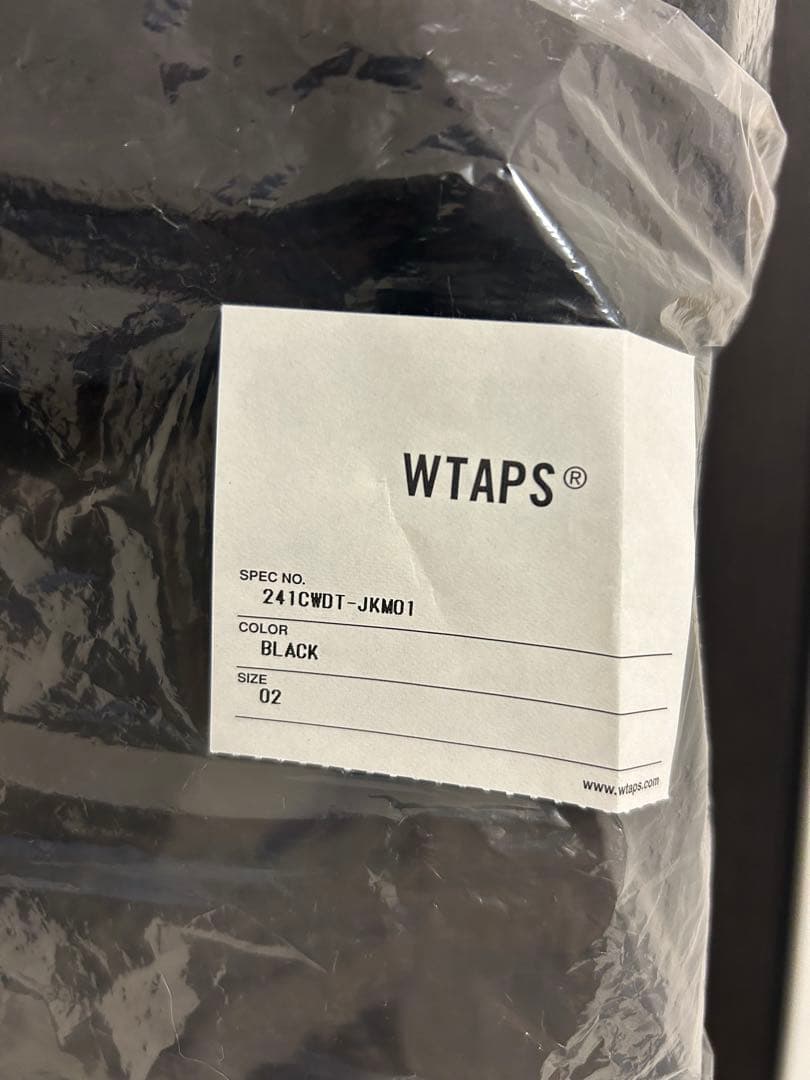 WTAPS®
SPEC NO.
241CWDT-JKM01
COLOR
BLACK
SIZE
02
www.wtaps.com